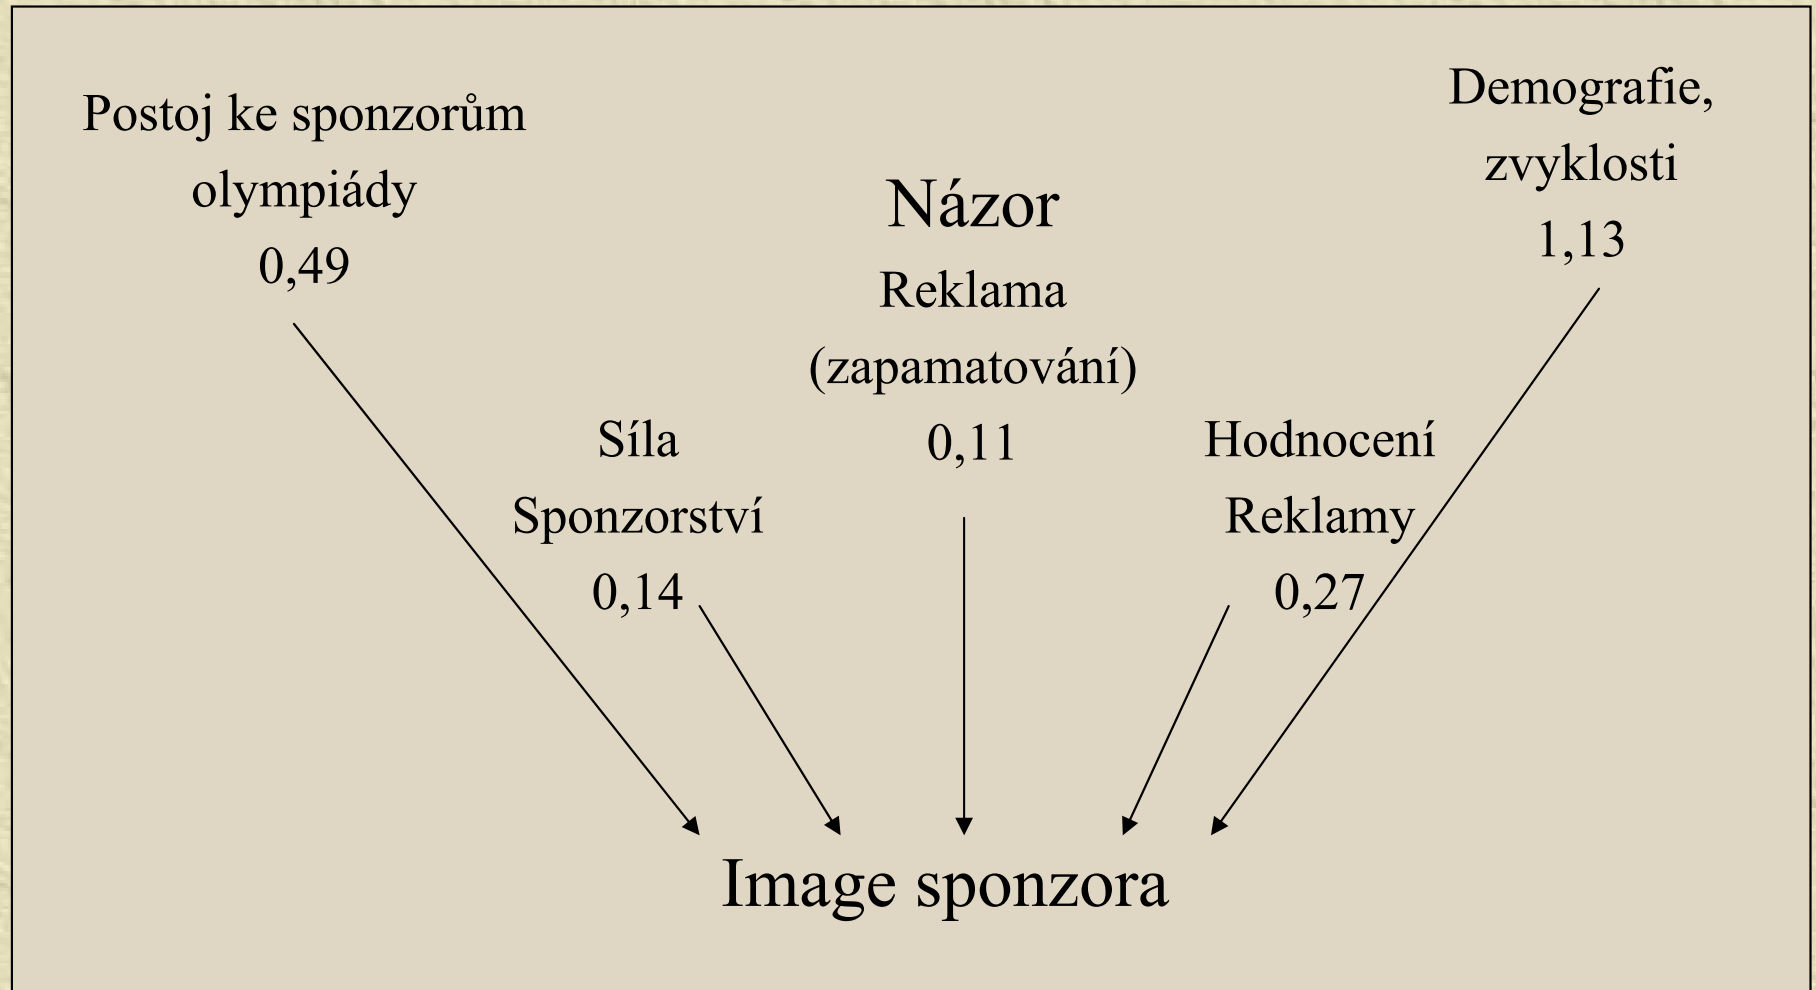 Postoj ke sponzorům
olympiády
0,49
Síla
Sponzorství
0,14
Názor
Reklama
(zapamatování)
0,11
Hodnocení
Reklamy
0,27
Demografie,
zvyklosti
1,13
Image sponzora